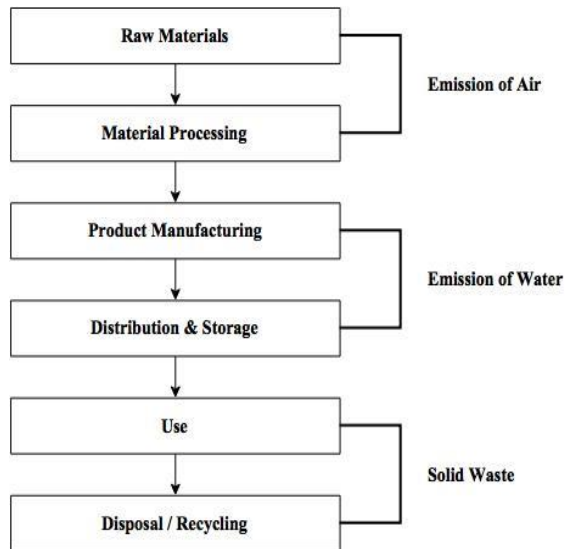 Raw Materials
Emission of Air
Material Processing
Product Manufacturing
Emission of Water
Distribution & Storage
Use
Solid Waste
Disposal / Recycling